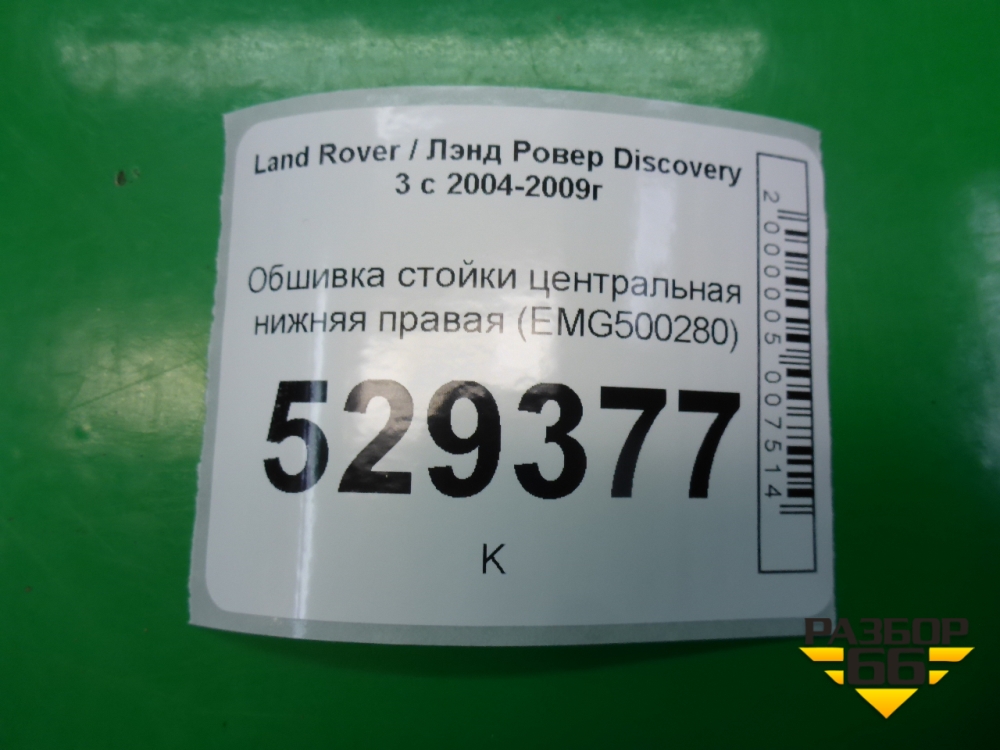 Land Rover / Лэнд Ровер Discovery
3 с 2004-2009г
Обшивка стойки центральная
нижняя правая (EMG500280)
529377
К
2000005007514
РАЗБОР
66